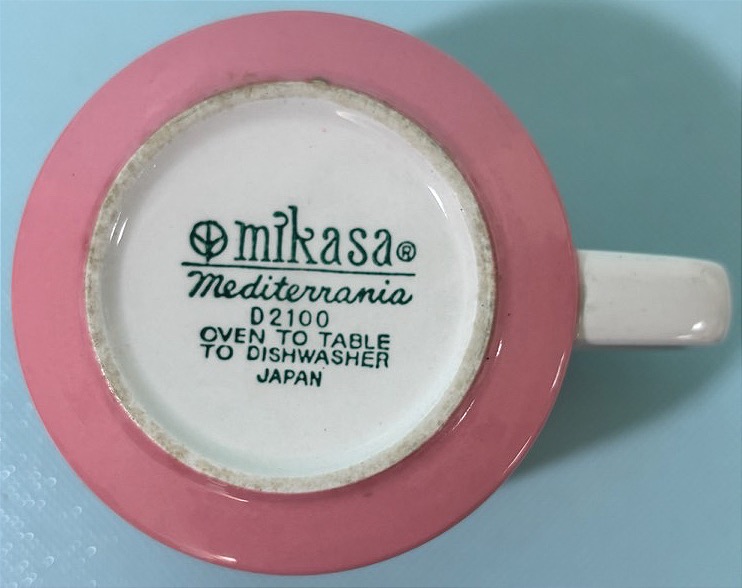 mikasa®
Mediterrania
D2100
OVEN TO TABLE
TO DISHWASHER
JAPAN